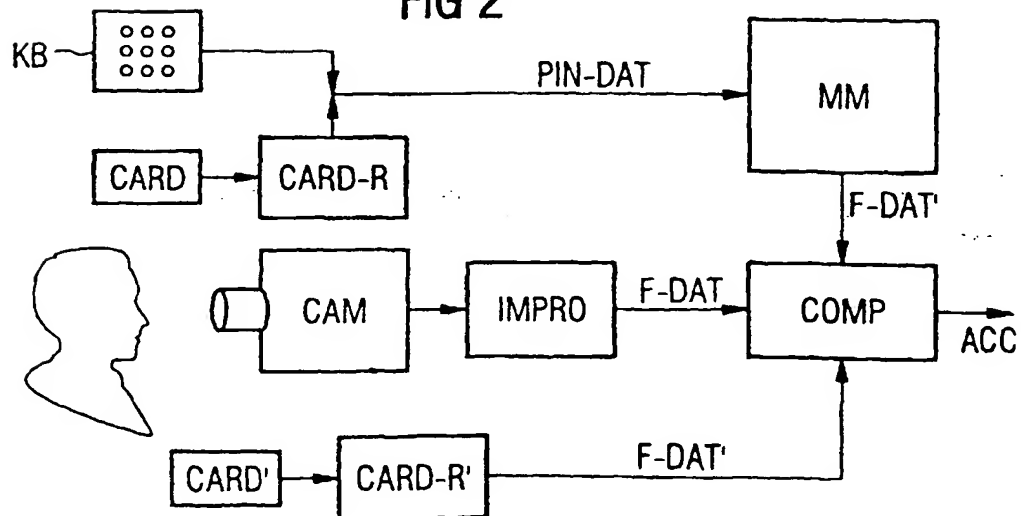 FIG 2
KB
PIN-DAT
MM
CARD
CARD-R
F-DAT'
CAM
IMPRO
F-DAT
COMP
ACC
CARD'
CARD-R'
F-DAT'